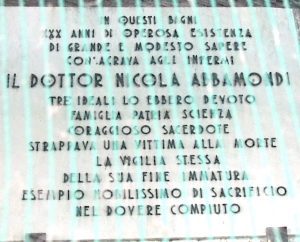 IN QUESTI BAGNI
XXX ANNI DI OPEROSA ESISTENZA
DI GRANDE E MODESTO SAPERE
CONSACRAVA AGLI INFERMI
IL DOTTOR NICOLA ABBAMONDI
TRE IDEALI LO EBBERO DEVOTO
FAMIGLIA PATRIA SCIENZA
CORAGGIOSO SACERDOTE
STRAPPAVA UNA VITTIMA ALLA MORTE
LA VIGILIA STESSA
DELLA SUA FINE IMMATURA
ESEMPIO NOBILISSIMO DI SACRIFICIO
NEL DOVERE COMPIUTO